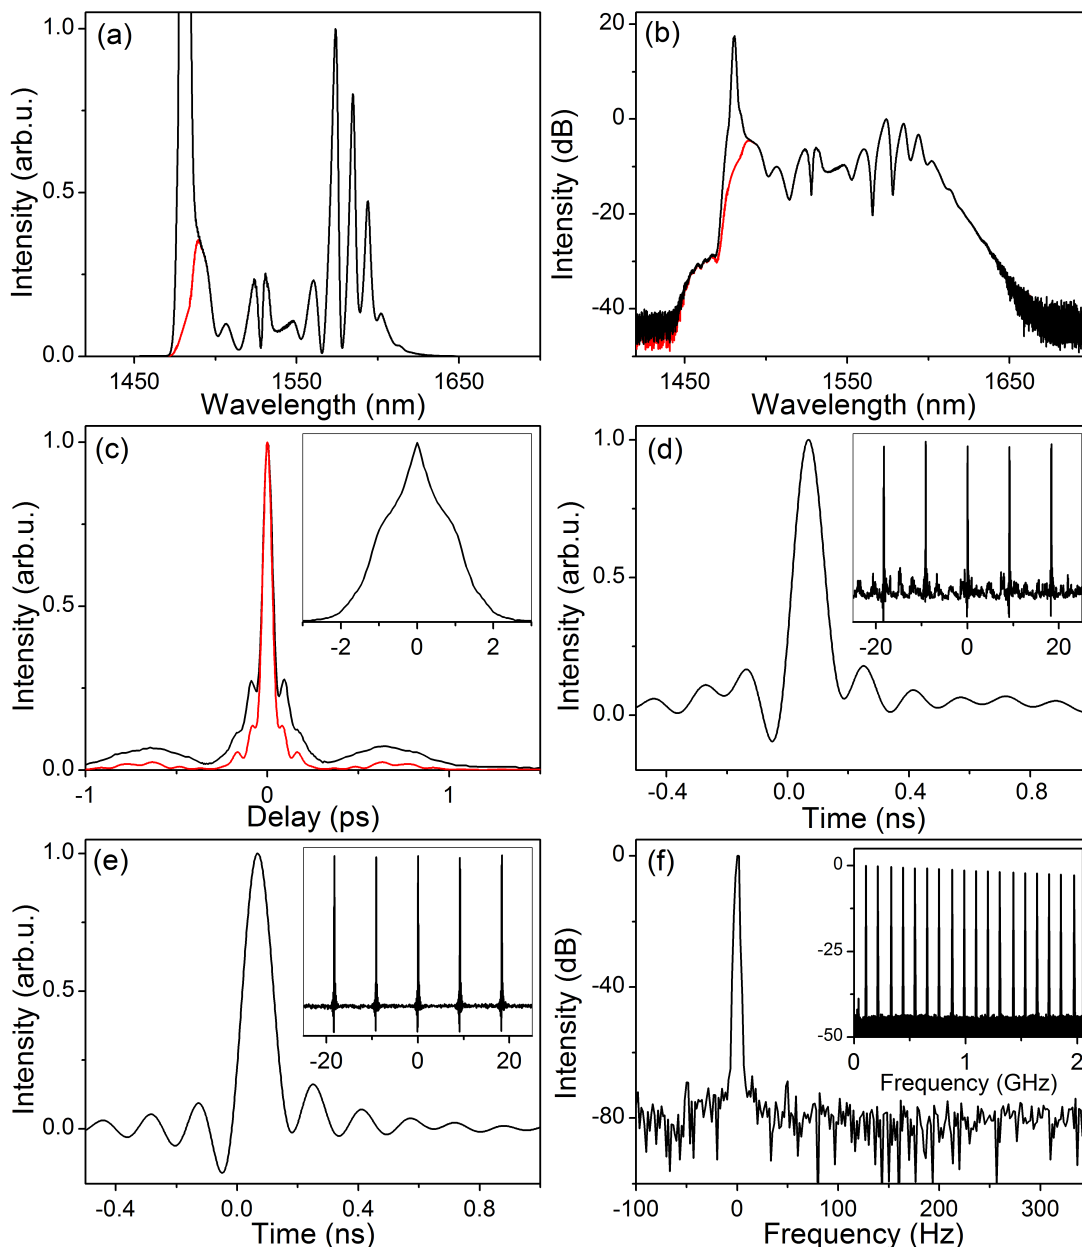 (a)
1.0
0.5
0.0
Intensity (arb.u.)
1450 1550 1650
Wavelength (nm)
(b)
20
0
-20
-40
Intensity (dB)
1450 1550 1650
Wavelength (nm)
(c)
1.0
0.5
0.0
Intensity (arb.u.)
-2 0 2
-1 0 1
Delay (ps)
(d)
1.0
0.5
0.0
Intensity (arb.u.)
-20 0 20
-0.4 0.0 0.4 0.8
Time (ns)
(e)
1.0
0.5
0.0
Intensity (arb.u.)
-20 0 20
-0.4 0.0 0.4 0.8
Time (ns)
(f)
0
-40
-80
Intensity (dB)
0
-25
-50
0 1 2
Frequency (GHz)
-100 0 100 200 300
Frequency (Hz)